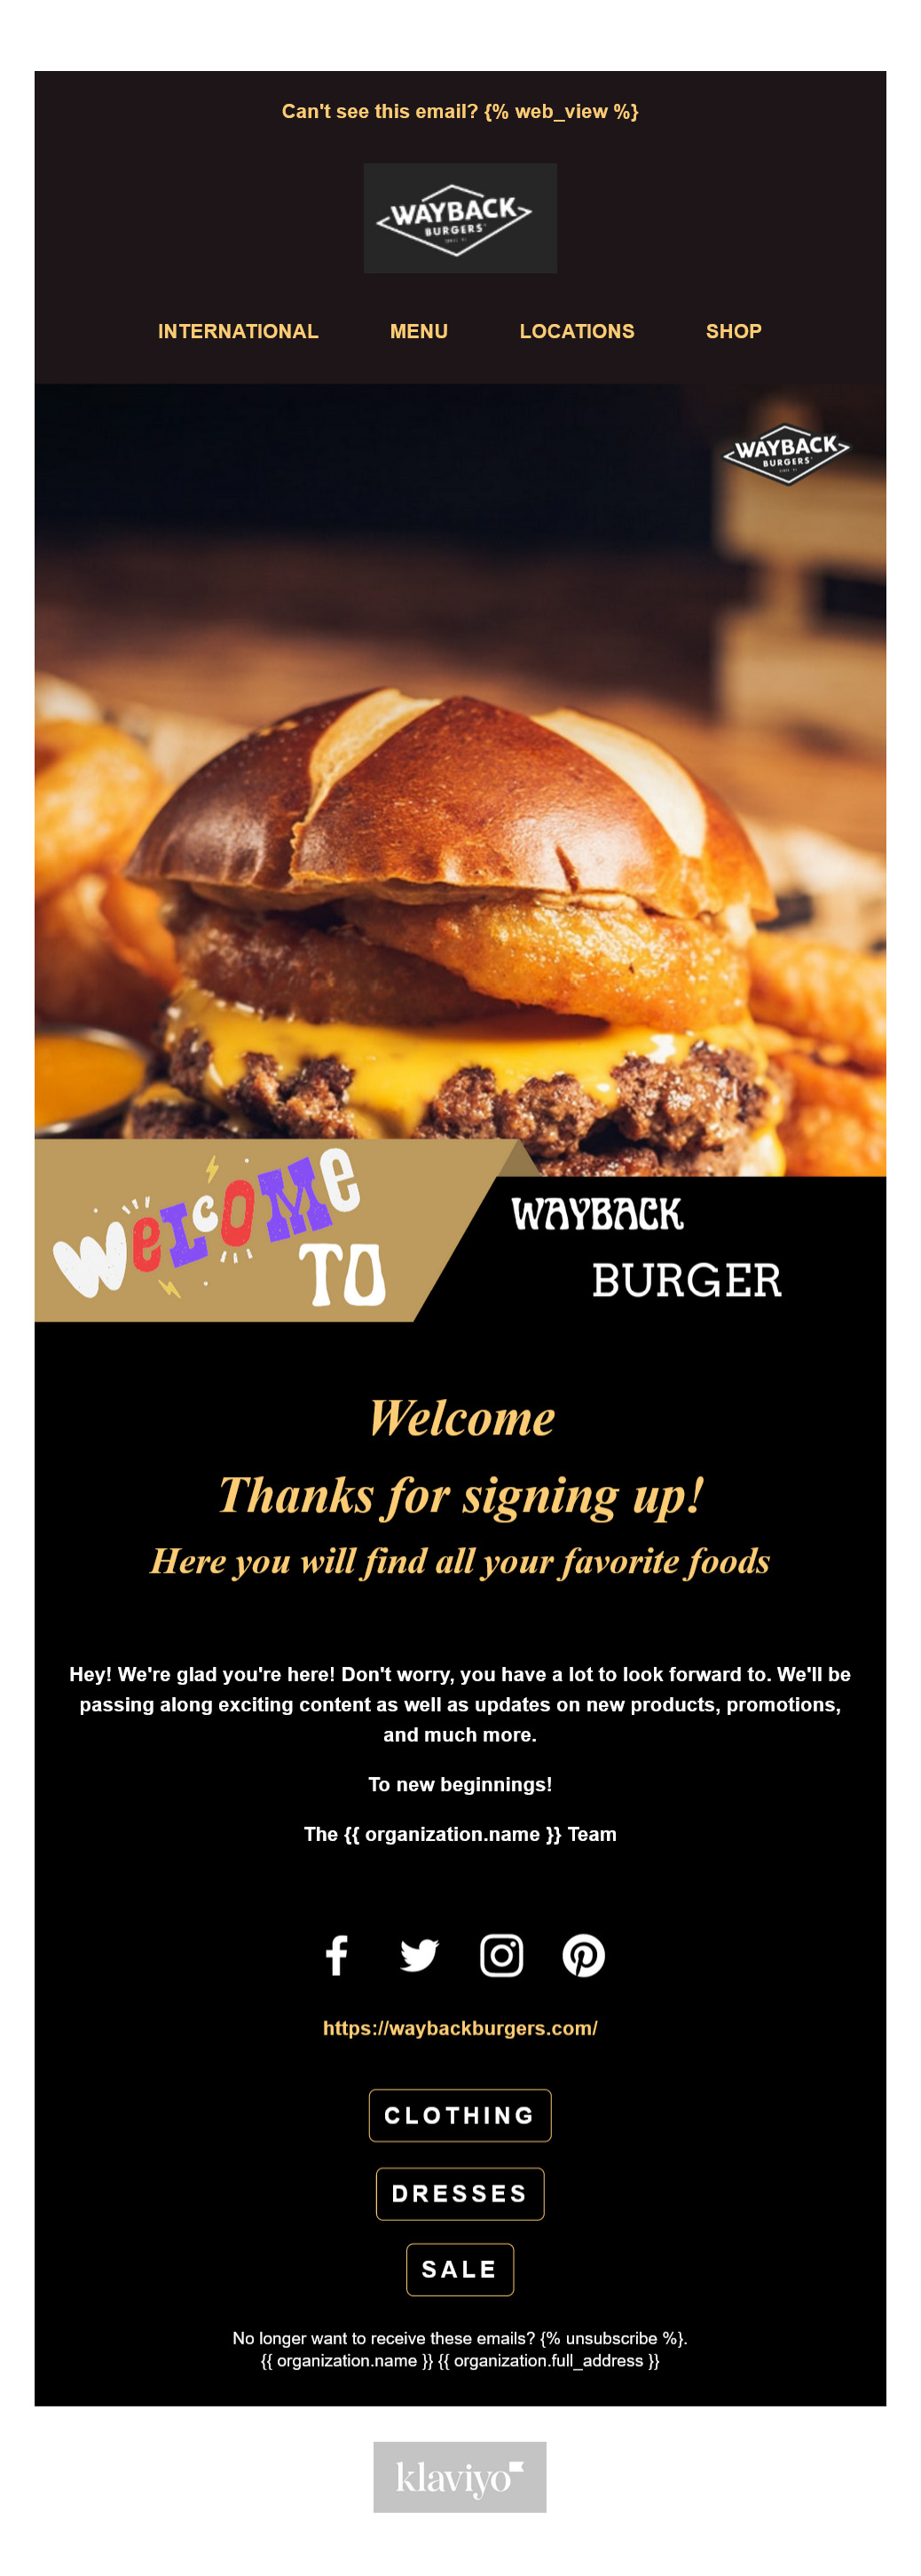 Can't see this email? {% web_view %}
WAYBACK
BURGERS
INTERNATIONAL MENU LOCATIONS SHOP
WAYBACK
BURGERS
WELCOME
TO
WAYBACK
BURGER
Welcome
Thanks for signing up!
Here you will find all your favorite foods
Hey! We're glad you're here! Don't worry, you have a lot to look forward to. We'll be
passing along exciting content as well as updates on new products, promotions,
and much more.
To new beginnings!
The {{ organization.name }} Team
https://waybackburgers.com/
CLOTHING
DRESSES
SALE
No longer want to receive these emails? {% unsubscribe %}.
{{ organization.name }} {{ organization.full_address }}
klaviyo